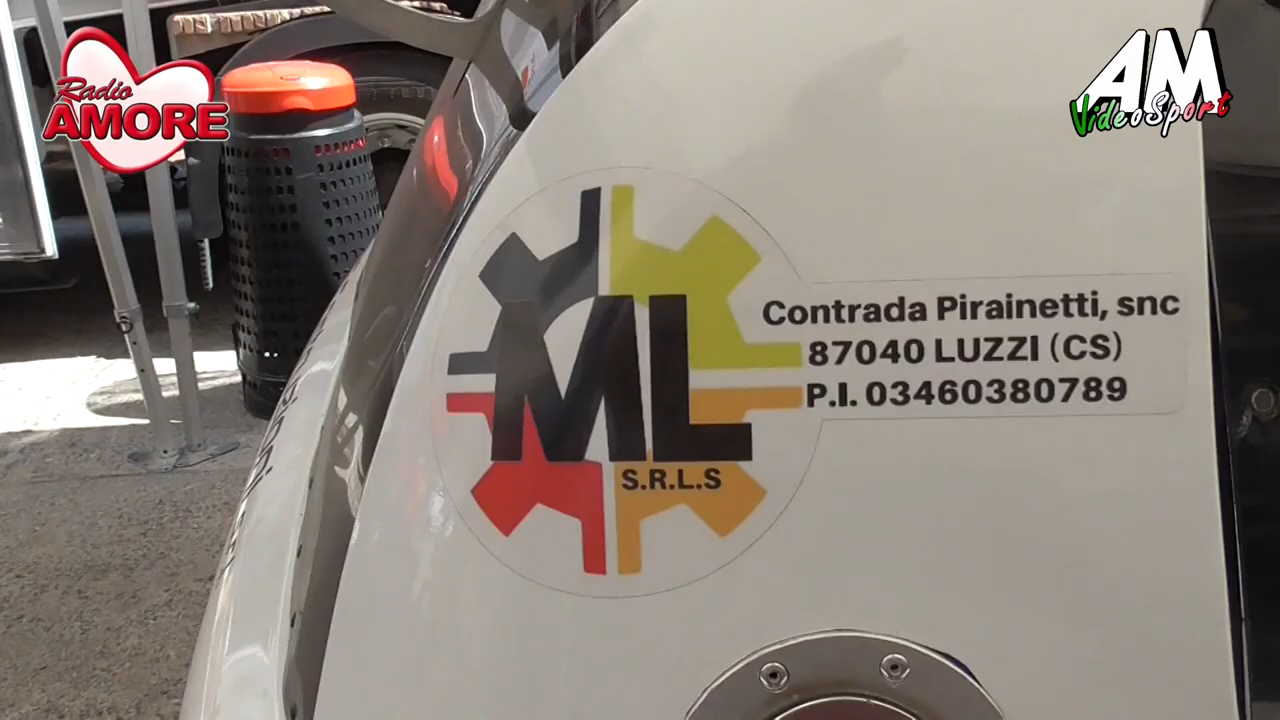 Radio
AMORE
AM
VideoSport
ML
S.R.L.S
Contrada Pirainetti, snc
87040 LUZZI (CS)
P.I. 03460380789